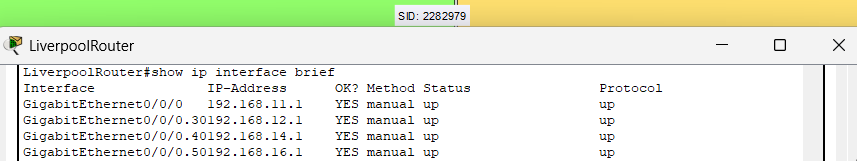 SID: 2282979
LiverpoolRouter
LiverpoolRouter#show ip interface brief
Interface              IP-Address      OK? Method Status                Protocol
GigabitEthernet0/0/0   192.168.11.1    YES manual up                    up
GigabitEthernet0/0/0.30192.168.12.1    YES manual up                    up
GigabitEthernet0/0/0.40192.168.14.1    YES manual up                    up
GigabitEthernet0/0/0.50192.168.16.1    YES manual up                    up